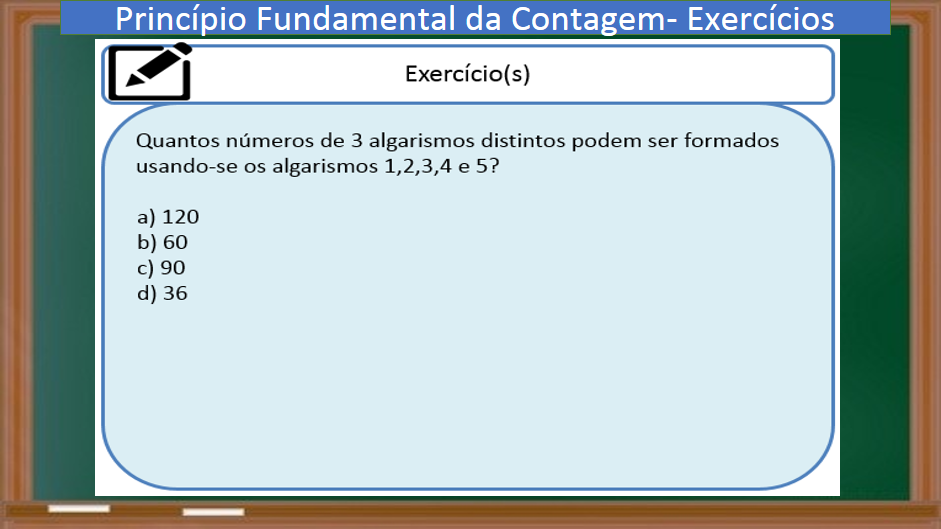 Princípio Fundamental da Contagem- Exercícios
Exercício(s)
Quantos números de 3 algarismos distintos podem ser formados
usando-se os algarismos 1,2,3,4 e 5?
a) 120
b) 60
c) 90
d) 36